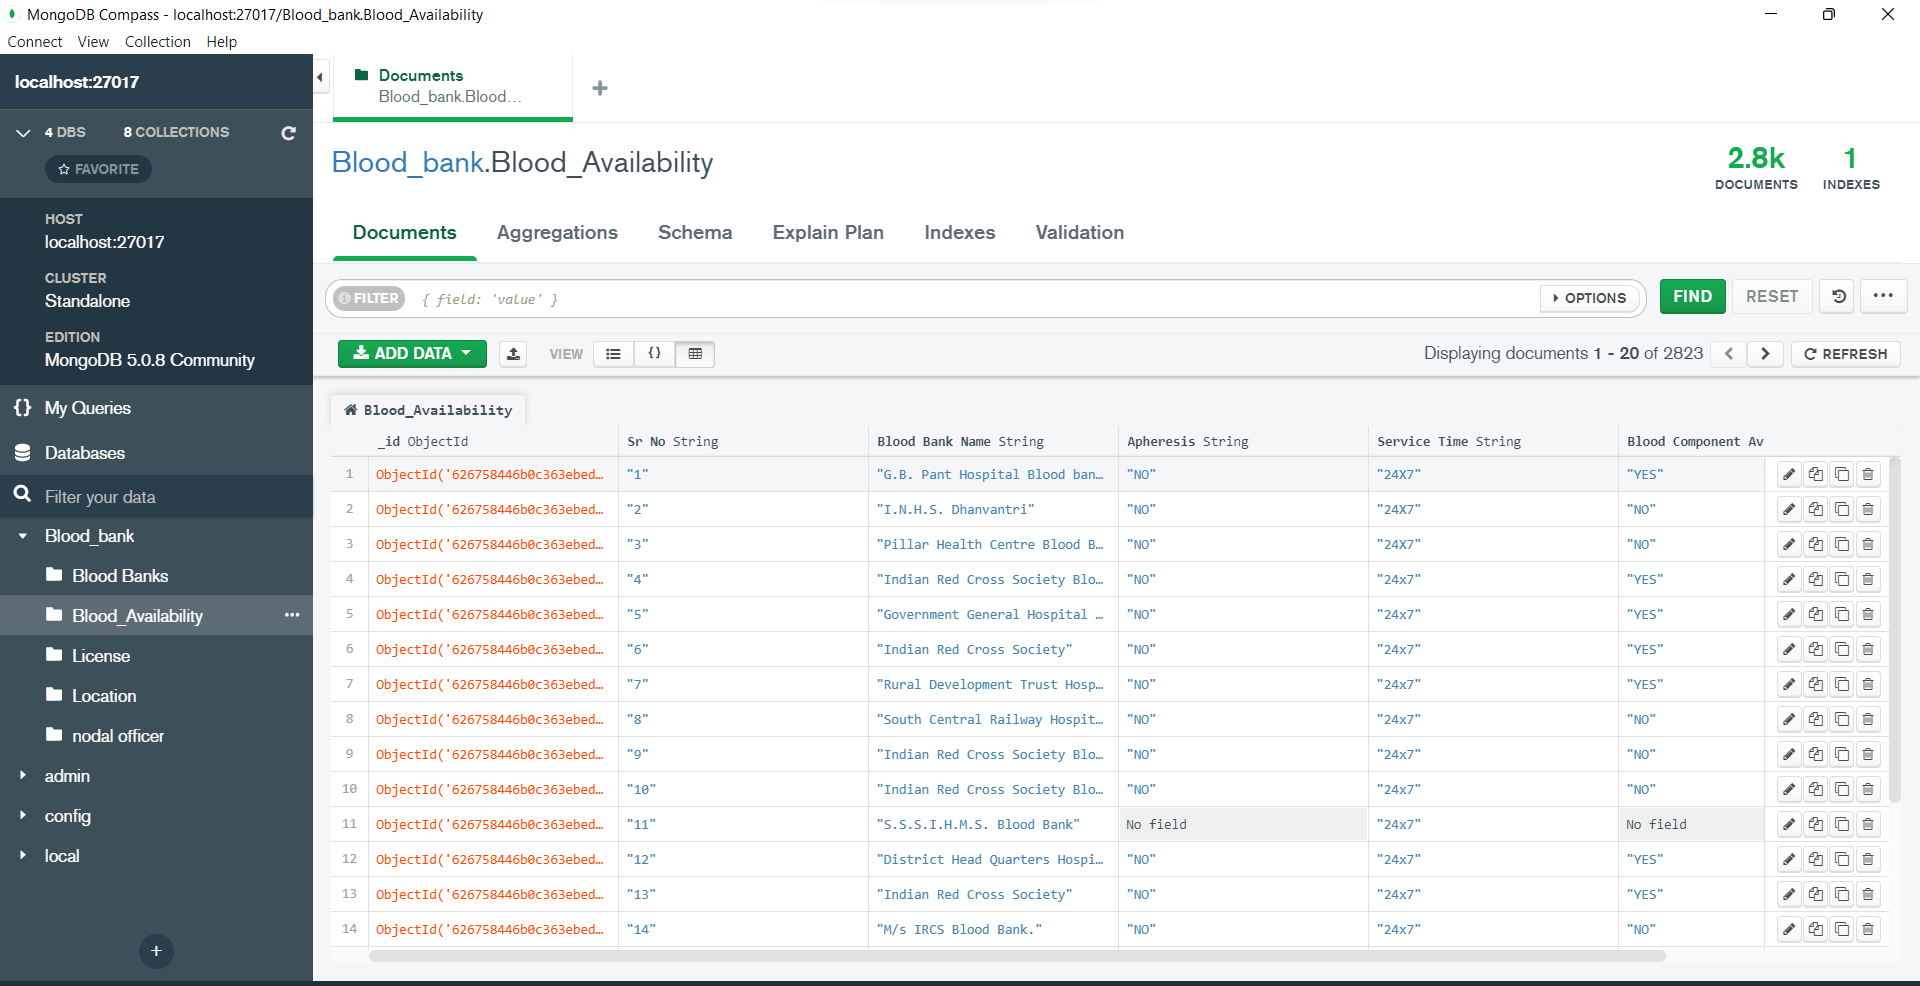 MongoDB Compass - localhost:27017/Blood_bank.Blood_Availability
Connect View Collection Help
localhost:27017
4 DBS 8 COLLECTIONS
FAVORITE
HOST
localhost:27017
CLUSTER
Standalone
EDITION
MongoDB 5.0.8 Community
{} My Queries
Databases
Filter your data
Blood_bank
Blood Banks
Blood_Availability ...
License
Location
nodal officer
admin
config
local
+
Documents
Blood_bank.Blood...
+
Blood_bank.Blood_Availability
2.8k DOCUMENTS
1 INDEXES
Documents Aggregations Schema Explain Plan Indexes Validation
FILTER { field: 'value' } OPTIONS FIND RESET ...
ADD DATA VIEW {} Displaying documents 1 - 20 of 2823 < > REFRESH
Blood_Availability
_id ObjectId Sr No String Blood Bank Name String Apheresis String Service Time String Blood Component Av
1 ObjectId('626758446b0c363ebed… "1" "G.B. Pant Hospital Blood ban… "NO" "24X7" "YES"
2 ObjectId('626758446b0c363ebed… "2" "I.N.H.S. Dhanvantri" "NO" "24X7" "NO"
3 ObjectId('626758446b0c363ebed… "3" "Pillar Health Centre Blood B… "NO" "24X7" "NO"
4 ObjectId('626758446b0c363ebed… "4" "Indian Red Cross Society Blo… "NO" "24x7" "YES"
5 ObjectId('626758446b0c363ebed… "5" "Government General Hospital … "NO" "24x7" "YES"
6 ObjectId('626758446b0c363ebed… "6" "Indian Red Cross Society" "NO" "24x7" "YES"
7 ObjectId('626758446b0c363ebed… "7" "Rural Development Trust Hosp… "NO" "24x7" "YES"
8 ObjectId('626758446b0c363ebed… "8" "South Central Railway Hospit… "NO" "24x7" "NO"
9 ObjectId('626758446b0c363ebed… "9" "Indian Red Cross Society Blo… "NO" "24x7" "NO"
10 ObjectId('626758446b0c363ebed… "10" "Indian Red Cross Society Blo… "NO" "24x7" "NO"
11 ObjectId('626758446b0c363ebed… "11" "S.S.S.I.H.M.S. Blood Bank" No field "24x7" No field
12 ObjectId('626758446b0c363ebed… "12" "District Head Quarters Hospi… "NO" "24x7" "YES"
13 ObjectId('626758446b0c363ebed… "13" "Indian Red Cross Society" "NO" "24x7" "YES"
14 ObjectId('626758446b0c363ebed… "14" "M/s IRCS Blood Bank." "NO" "24x7" "NO"